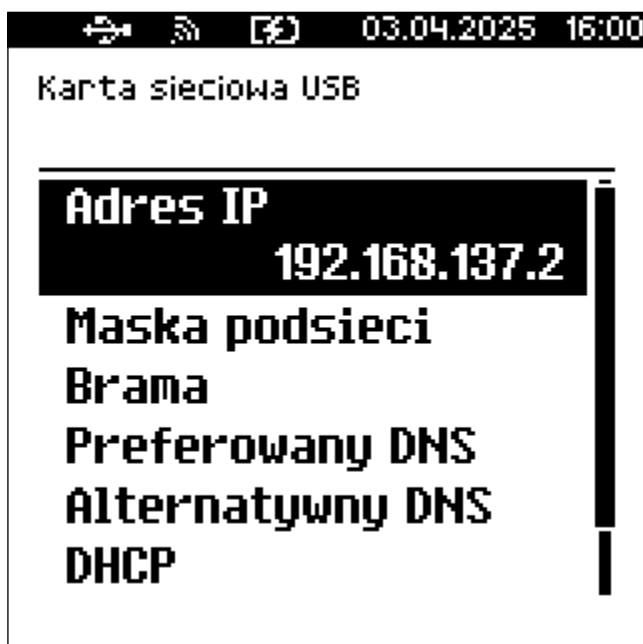 03.04.2025 16:00
Karta sieciowa USB
Adres IP
192.168.137.2
Maska podsieci
Brama
Preferowany DNS
Alternatywny DNS
DHCP